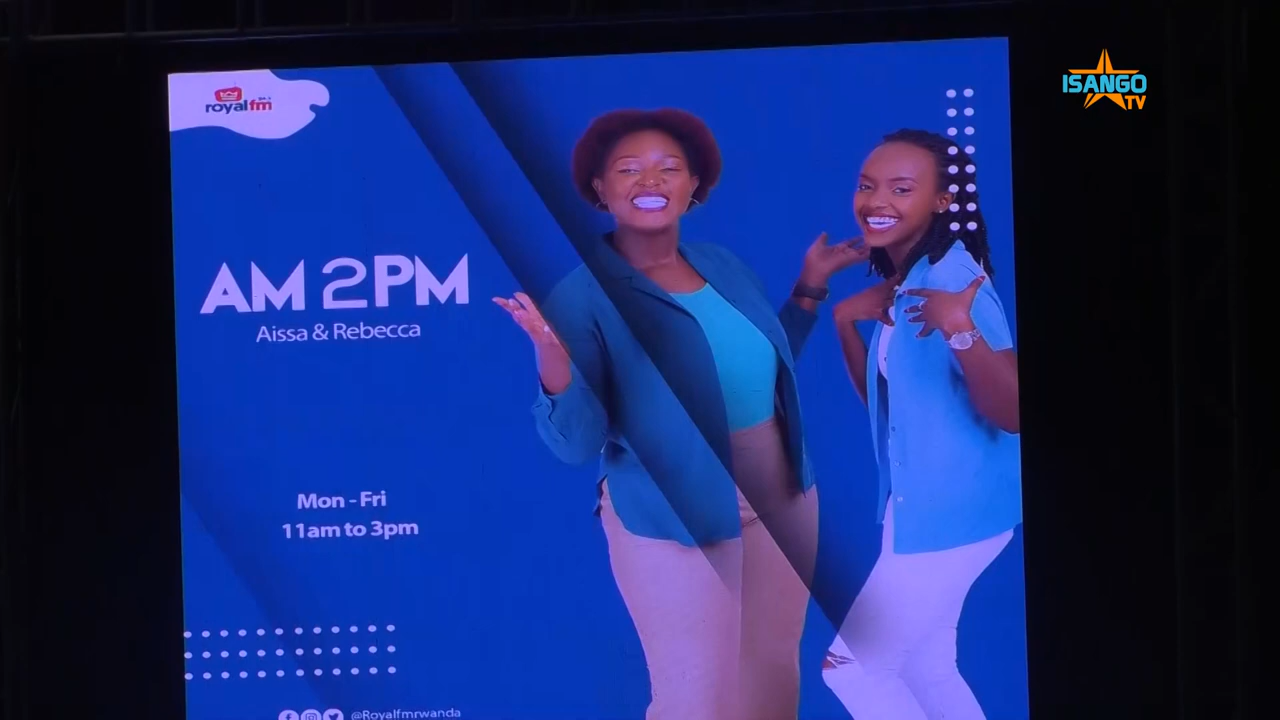 ISANGO
TV
royalfm
AM 2PM
Aissa & Rebecca
Mon - Fri
11am to 3pm
@Royalfmrwanda